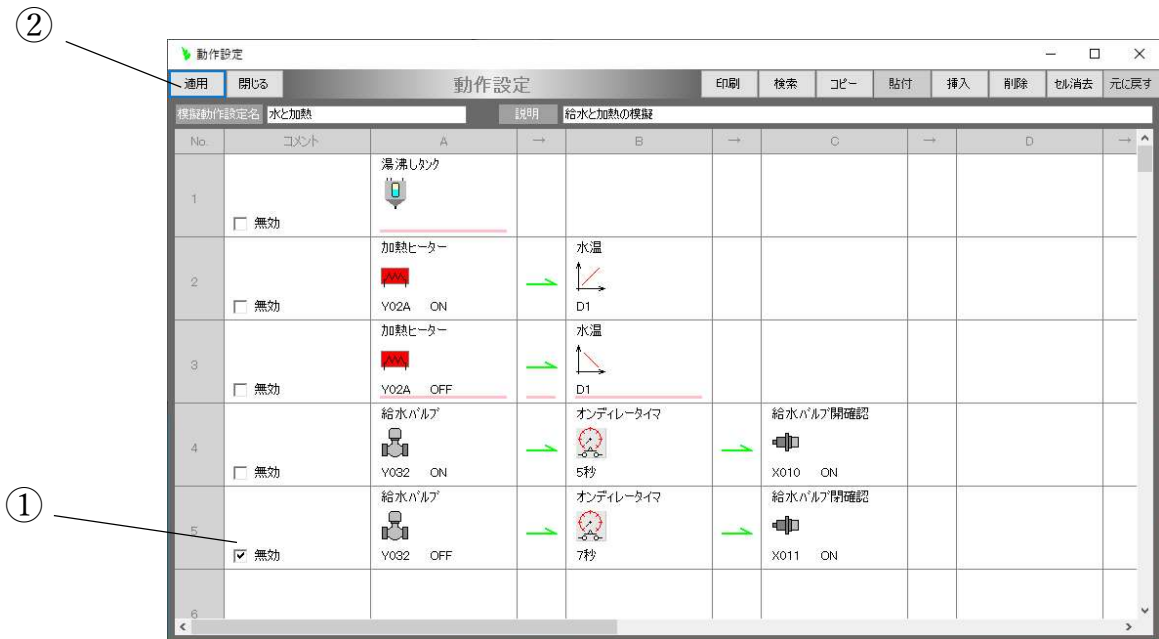 ②
動作設定
適用 閉じる 動作設定 印刷 検索 コピー 貼付 挿入 削除 セル消去 元に戻す
模擬動作設定名 水と加熱 説明 給水と加熱の模擬
No. コメント A → B → C → D →
湯沸しタンク
1
無効
加熱ヒーター 水温
2
無効 Y02A ON D1
加熱ヒーター 水温
3
無効 Y02A OFF D1
給水バルブ オンディレータイマ 給水バルブ開確認
4
無効 Y032 ON 5秒 X010 ON
①
給水バルブ オンディレータイマ 給水バルブ閉確認
5
無効 Y032 OFF 7秒 X011 ON
6